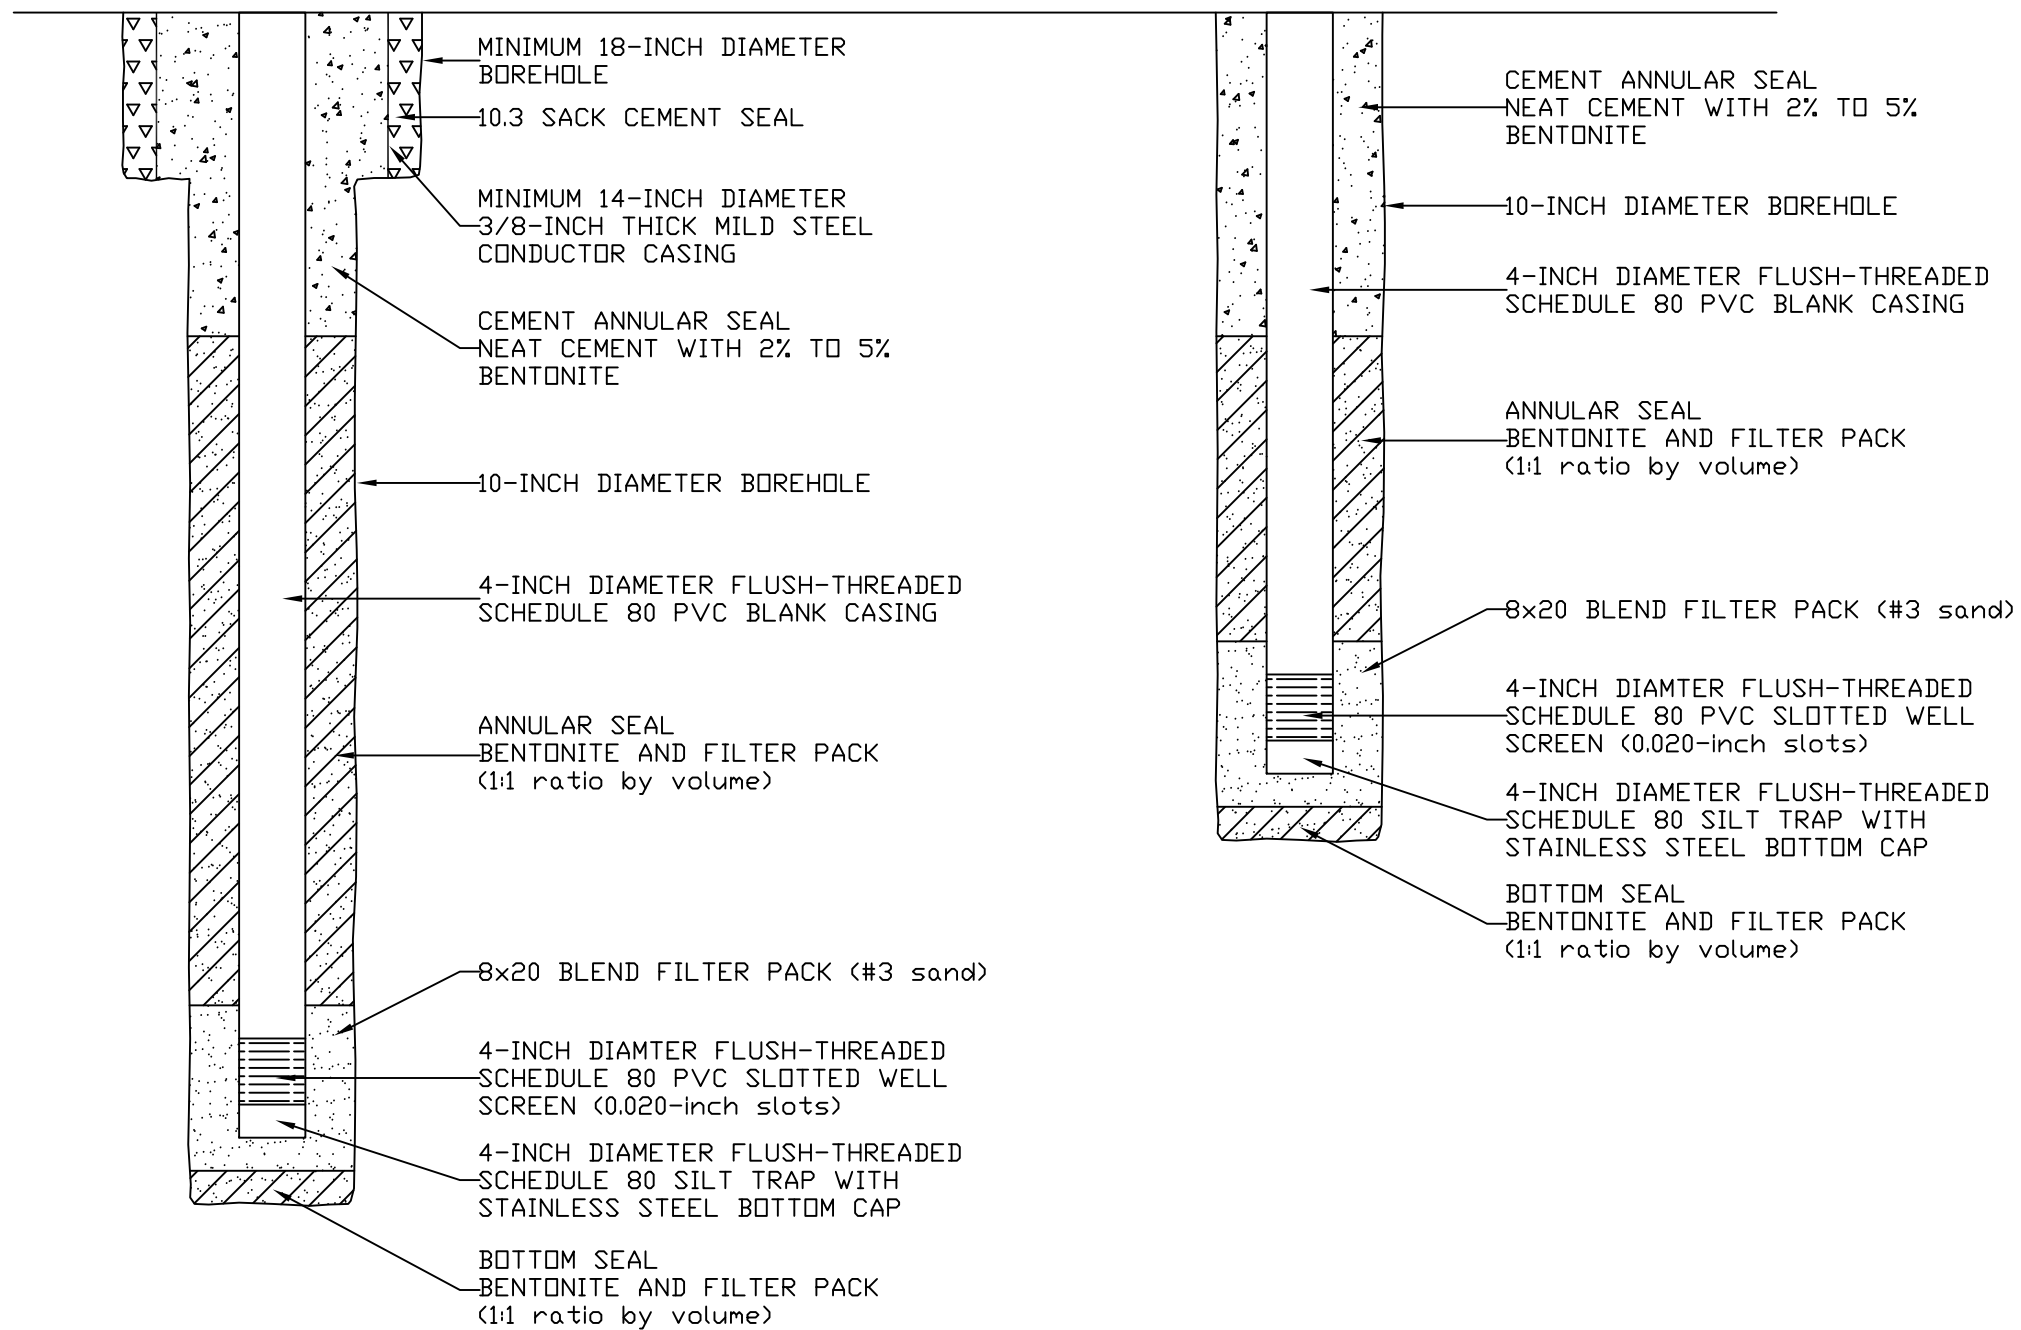 MINIMUM 18-INCH DIAMETER
BOREHOLE
10.3 SACK CEMENT SEAL
MINIMUM 14-INCH DIAMETER
3/8-INCH THICK MILD STEEL
CONDUCTOR CASING
CEMENT ANNULAR SEAL
NEAT CEMENT WITH 2% TO 5%
BENTONITE
10-INCH DIAMETER BOREHOLE
4-INCH DIAMETER FLUSH-THREADED
SCHEDULE 80 PVC BLANK CASING
ANNULAR SEAL
BENTONITE AND FILTER PACK
(1:1 ratio by volume)
8x20 BLEND FILTER PACK (#3 sand)
4-INCH DIAMTER FLUSH-THREADED
SCHEDULE 80 PVC SLOTTED WELL
SCREEN (0.020-inch slots)
4-INCH DIAMETER FLUSH-THREADED
SCHEDULE 80 SILT TRAP WITH
STAINLESS STEEL BOTTOM CAP
BOTTOM SEAL
BENTONITE AND FILTER PACK
(1:1 ratio by volume)
CEMENT ANNULAR SEAL
NEAT CEMENT WITH 2% TO 5%
BENTONITE
10-INCH DIAMETER BOREHOLE
4-INCH DIAMETER FLUSH-THREADED
SCHEDULE 80 PVC BLANK CASING
ANNULAR SEAL
BENTONITE AND FILTER PACK
(1:1 ratio by volume)
8x20 BLEND FILTER PACK (#3 sand)
4-INCH DIAMTER FLUSH-THREADED
SCHEDULE 80 PVC SLOTTED WELL
SCREEN (0.020-inch slots)
4-INCH DIAMETER FLUSH-THREADED
SCHEDULE 80 SILT TRAP WITH
STAINLESS STEEL BOTTOM CAP
BOTTOM SEAL
BENTONITE AND FILTER PACK
(1:1 ratio by volume)